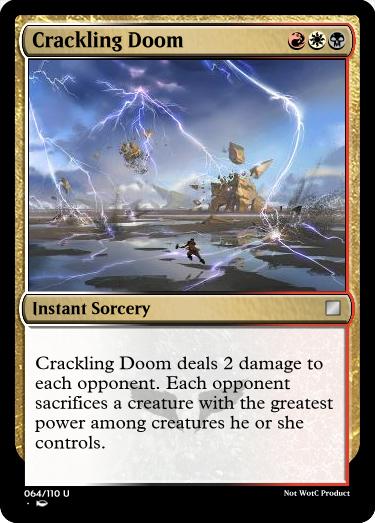 Crackling Doom
Instant Sorcery
Crackling Doom deals 2 damage to
each opponent. Each opponent
sacrifices a creature with the greatest
power among creatures he or she
controls.
064/110 U
Not WotC Product